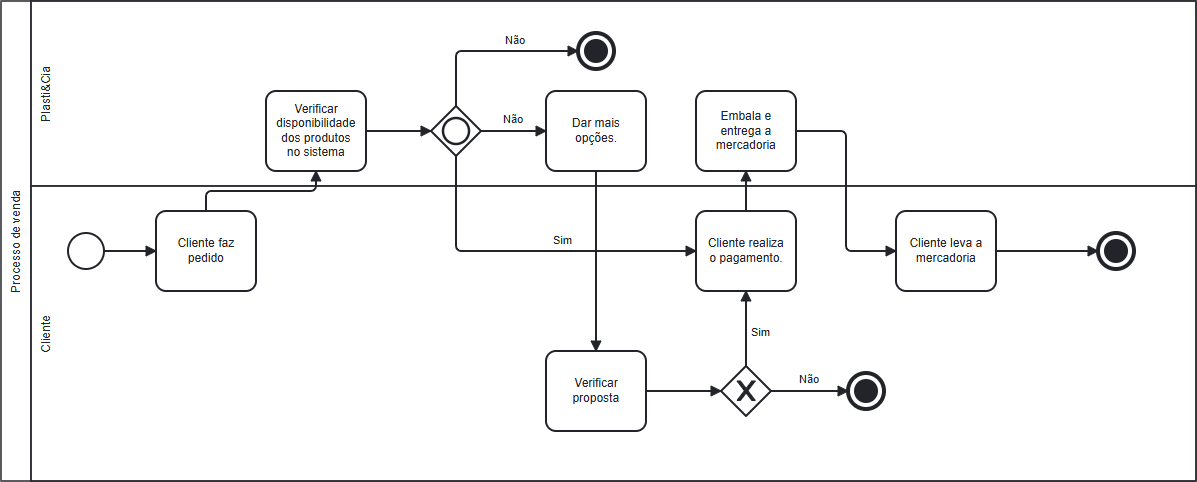 Processo de venda
Plasti&Cia
Cliente
Não
Verificar
disponibilidade
dos produtos
no sistema
Não
Dar mais
opções.
Embala e
entrega a
mercadoria
Cliente faz
pedido
Sim
Cliente realiza
o pagamento.
Cliente leva a
mercadoria
Sim
Verificar
proposta
X
Não